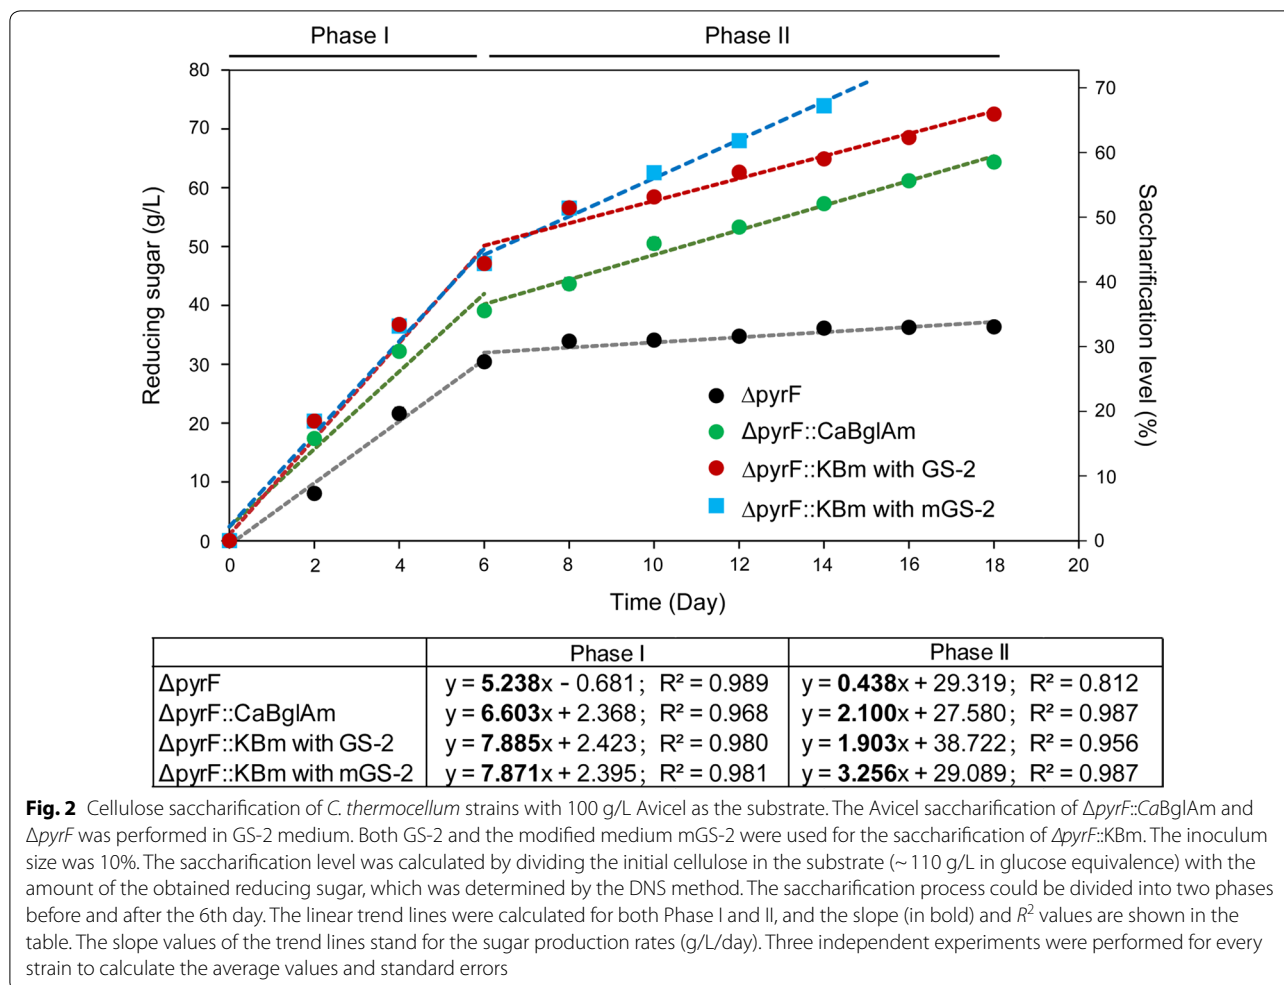 Phase I Phase II
80
70
60
50
40
30
20
10
0
Reducing sugar (g/L)
70
60
50
40
30
20
10
0
Saccharification level (%)
ΔpyrF
ΔpyrF::CaBglAm
ΔpyrF::KBm with GS-2
ΔpyrF::KBm with mGS-2
0 2 4 6 8 10 12 14 16 18 20
Time (Day)
Phase I Phase II
ΔpyrF y = 5.238x - 0.681; R² = 0.989 y = 0.438x + 29.319; R² = 0.812
ΔpyrF::CaBglAm y = 6.603x + 2.368; R² = 0.968 y = 2.100x + 27.580; R² = 0.987
ΔpyrF::KBm with GS-2 y = 7.885x + 2.423; R² = 0.980 y = 1.903x + 38.722; R² = 0.956
ΔpyrF::KBm with mGS-2 y = 7.871x + 2.395; R² = 0.981 y = 3.256x + 29.089; R² = 0.987
Fig. 2 Cellulose saccharification of C. thermocellum strains with 100 g/L Avicel as the substrate. The Avicel saccharification of ΔpyrF::CaBglAm and
ΔpyrF was performed in GS-2 medium. Both GS-2 and the modified medium mGS-2 were used for the saccharification of ΔpyrF::KBm. The inoculum
size was 10%. The saccharification level was calculated by dividing the initial cellulose in the substrate (~ 110 g/L in glucose equivalence) with the
amount of the obtained reducing sugar, which was determined by the DNS method. The saccharification process could be divided into two phases
before and after the 6th day. The linear trend lines were calculated for both Phase I and II, and the slope (in bold) and R² values are shown in the
table. The slope values of the trend lines stand for the sugar production rates (g/L/day). Three independent experiments were performed for every
strain to calculate the average values and standard errors